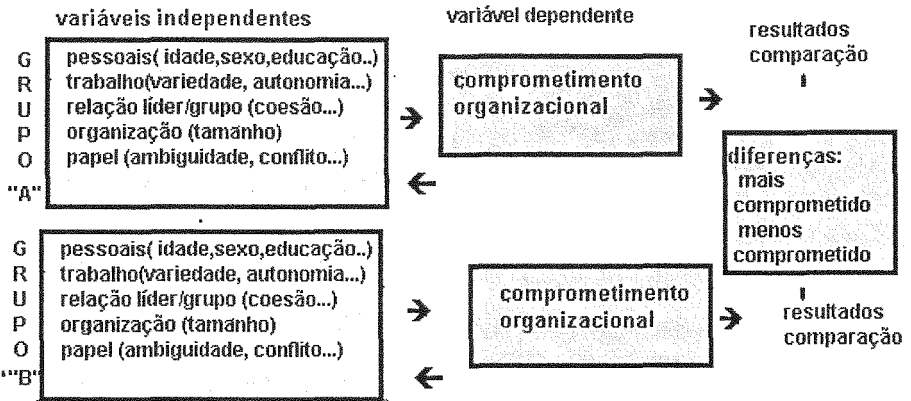 variáveis independentes
variável dependente
resultados
comparação
GRUPO "A"
pessoais( idade,sexo,educação..)
trabalho(variedade, autonomia...)
relação líder/grupo (coesão...)
organização (tamanho)
papel (ambiguidade, conflito...)
comprometimento
organizacional
diferenças:
mais
comprometido
menos
comprometido
GRUPO "B"
pessoais( idade,sexo,educação..)
trabalho(variedade, autonomia...)
relação líder/grupo (coesão...)
organização (tamanho)
papel (ambiguidade, conflito...)
comprometimento
organizacional
resultados
comparação